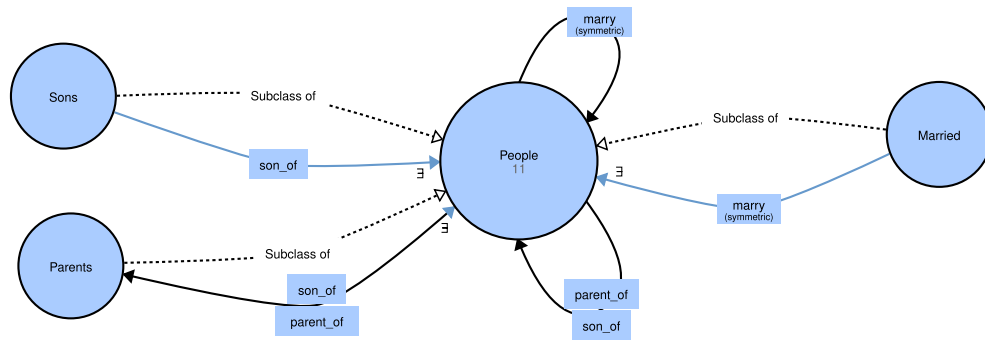 marry
(symmetric)
Sons
Subclass of
Subclass of
Married
People
11
son_of
∃
∃
marry
(symmetric)
∃
Subclass of
Parents
son_of
parent_of
parent_of
son_of